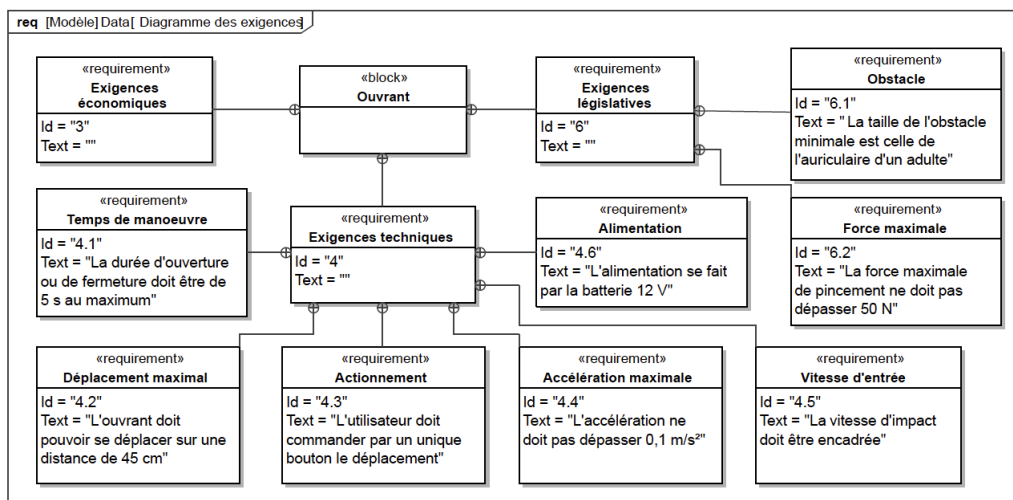 req [Modèle] Data[ Diagramme des exigences]
«requirement»
Exigences
économiques
Id = "3"
Text = ""
«block»
Ouvrant
«requirement»
Exigences
législatives
Id = "6"
Text = ""
«requirement»
Obstacle
Id = "6.1"
Text = " La taille de l'obstacle
minimale est celle de
l'auriculaire d'un adulte"
«requirement»
Temps de manoeuvre
Id = "4.1"
Text = "La durée d'ouverture
ou de fermeture doit être de
5 s au maximum"
«requirement»
Exigences techniques
Id = "4"
Text = ""
«requirement»
Alimentation
Id = "4.6"
Text = "L'alimentation se fait
par la batterie 12 V"
«requirement»
Force maximale
Id = "6.2"
Text = "La force maximale
de pincement ne doit pas
dépasser 50 N"
«requirement»
Déplacement maximal
Id = "4.2"
Text = "L'ouvrant doit
pouvoir se déplacer sur une
distance de 45 cm"
«requirement»
Actionnement
Id = "4.3"
Text = "L'utilisateur doit
commander par un unique
bouton le déplacement"
«requirement»
Accélération maximale
Id = "4.4"
Text = "L'accélération ne
doit pas dépasser 0,1 m/s²"
«requirement»
Vitesse d'entrée
Id = "4.5"
Text = "La vitesse d'impact
doit être encadrée"